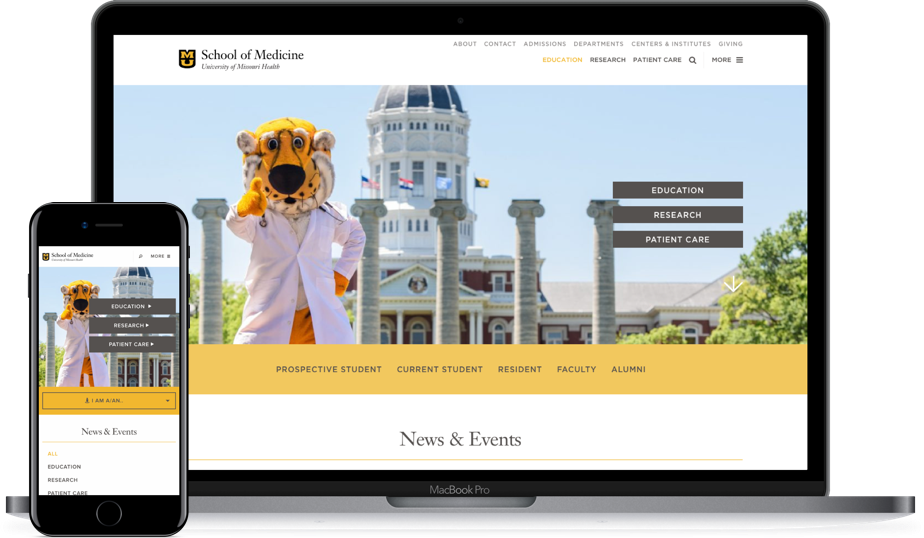 ABOUT CONTACT ADMISSIONS DEPARTMENTS CENTERS & INSTITUTES GIVING
MU School of Medicine
University of Missouri Health
EDUCATION RESEARCH PATIENT CARE MORE
EDUCATION
RESEARCH
PATIENT CARE
PROSPECTIVE STUDENT CURRENT STUDENT RESIDENT FACULTY ALUMNI
News & Events
MacBook Pro
MU School of Medicine
University of Missouri Health
MORE
EDUCATION
RESEARCH
PATIENT CARE
I AM A/AN..
News & Events
ALL
EDUCATION
RESEARCH
PATIENT CARE